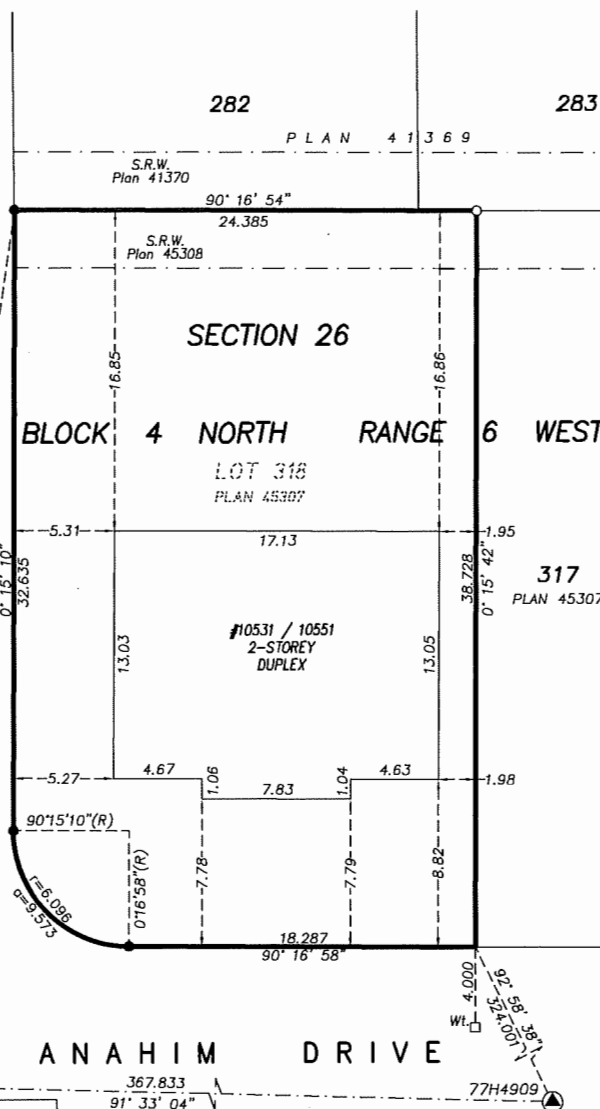 282
283
PLAN 41369
S.R.W.
Plan 41370
90° 16' 54"
24.385
S.R.W.
Plan 45308
SECTION 26
16.85
16.86
BLOCK 4 NORTH RANGE 6 WEST
LOT 318
PLAN 45307
5.31
17.13
1.95
0° 15' 10"
32.635
38.728
0° 15' 42"
317
PLAN 45307
#10531 / 10551
2-STOREY
DUPLEX
13.03
13.05
5.27
4.67
1.06
7.83
1.04
4.63
1.98
90°15'10"(R)
0°16'58"(R)
7.78
7.79
8.82
r=6.096
a=9.573
18.287
90° 16' 58"
4.000
Wt.
92° 58' 38"
324.001
ANAHIM DRIVE
367.833
91° 33' 04"
77H4909